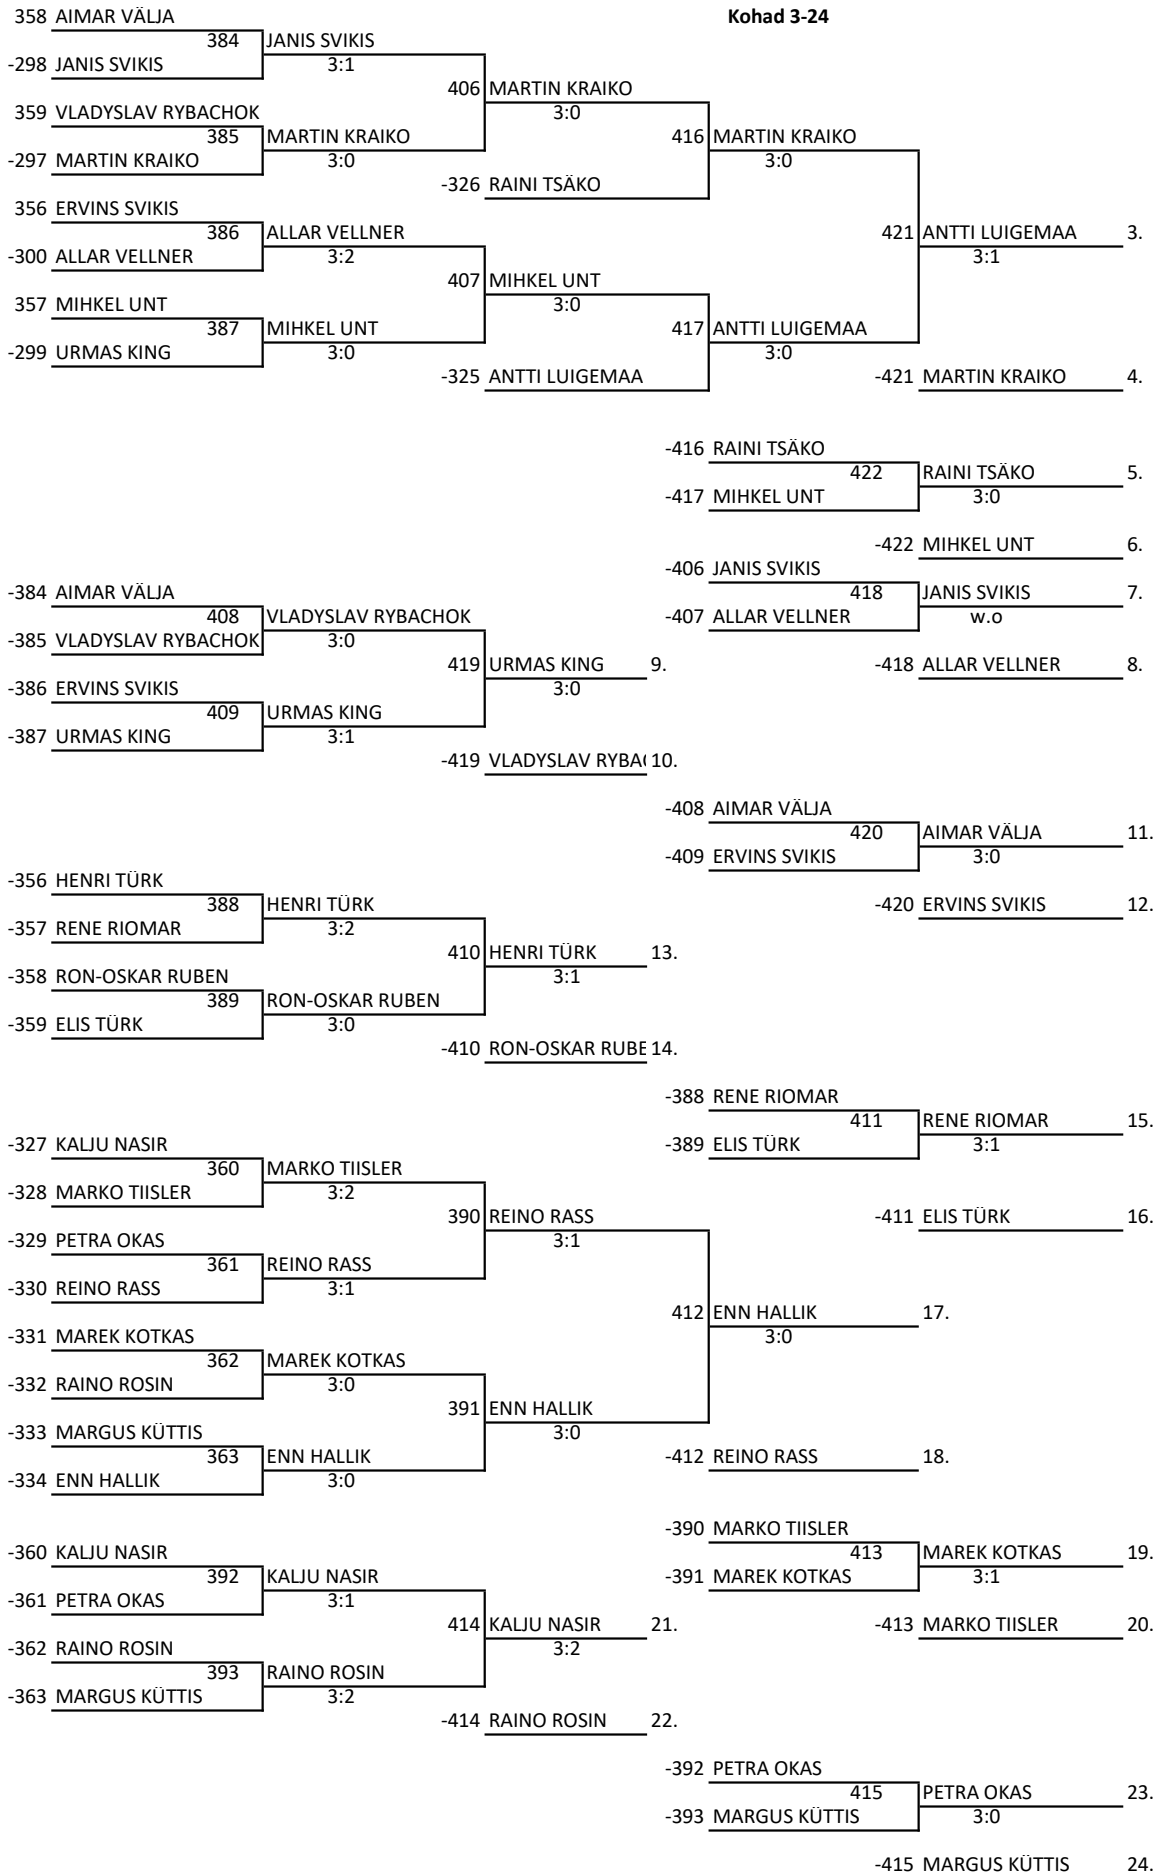 Kohad 3-24
358 AIMAR VÄLJA
384 JANIS SVIKIS
-298 JANIS SVIKIS 3:1
406 MARTIN KRAIKO
359 VLADYSLAV RYBACHOK 3:0
385 MARTIN KRAIKO 416 MARTIN KRAIKO
-297 MARTIN KRAIKO 3:0 3:0
-326 RAINI TSÄKO
356 ERVINS SVIKIS
386 ALLAR VELLNER 421 ANTTI LUIGEMAA 3.
-300 ALLAR VELLNER 3:2 3:1
407 MIHKEL UNT
357 MIHKEL UNT 3:0
387 MIHKEL UNT 417 ANTTI LUIGEMAA
-299 URMAS KING 3:0 3:0
-325 ANTTI LUIGEMAA -421 MARTIN KRAIKO 4.
-416 RAINI TSÄKO
422 RAINI TSÄKO 5.
-417 MIHKEL UNT 3:0
-422 MIHKEL UNT 6.
-406 JANIS SVIKIS
-384 AIMAR VÄLJA 418 JANIS SVIKIS 7.
408 VLADYSLAV RYBACHOK -407 ALLAR VELLNER w.o
-385 VLADYSLAV RYBACHOK 3:0
419 URMAS KING 9. -418 ALLAR VELLNER 8.
-386 ERVINS SVIKIS 3:0
409 URMAS KING
-387 URMAS KING 3:1
-419 VLADYSLAV RYBA( 10.
-408 AIMAR VÄLJA
420 AIMAR VÄLJA 11.
-409 ERVINS SVIKIS 3:0
-356 HENRI TÜRK
388 HENRI TÜRK -420 ERVINS SVIKIS 12.
-357 RENE RIOMAR 3:2
410 HENRI TÜRK 13.
-358 RON-OSKAR RUBEN 3:1
389 RON-OSKAR RUBEN
-359 ELIS TÜRK 3:0
-410 RON-OSKAR RUBE 14.
-388 RENE RIOMAR
411 RENE RIOMAR 15.
-327 KALJU NASIR -389 ELIS TÜRK 3:1
360 MARKO TIISLER
-328 MARKO TIISLER 3:2
390 REINO RASS -411 ELIS TÜRK 16.
-329 PETRA OKAS 3:1
361 REINO RASS
-330 REINO RASS 3:1
412 ENN HALLIK 17.
-331 MAREK KOTKAS 3:0
362 MAREK KOTKAS
-332 RAINO ROSIN 3:0
391 ENN HALLIK
-333 MARGUS KÜTTIS 3:0
363 ENN HALLIK -412 REINO RASS 18.
-334 ENN HALLIK 3:0
-390 MARKO TIISLER
-360 KALJU NASIR 413 MAREK KOTKAS 19.
392 KALJU NASIR -391 MAREK KOTKAS 3:1
-361 PETRA OKAS 3:1
414 KALJU NASIR 21. -413 MARKO TIISLER 20.
-362 RAINO ROSIN 3:2
393 RAINO ROSIN
-363 MARGUS KÜTTIS 3:2
-414 RAINO ROSIN 22.
-392 PETRA OKAS
415 PETRA OKAS 23.
-393 MARGUS KÜTTIS 3:0
-415 MARGUS KÜTTIS 24.